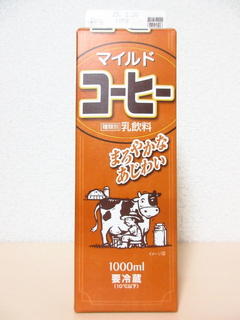 マイルド
コーヒー
種類別 乳飲料
まろやかな
あじわい
イメージ図
1000ml
要冷蔵
(10℃以下)